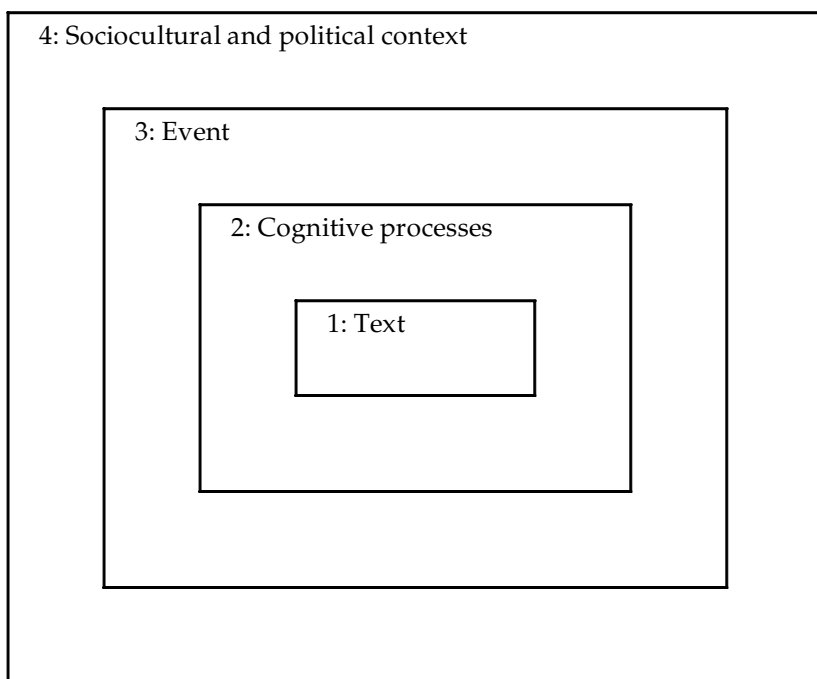 4: Sociocultural and political context
3: Event
2: Cognitive processes
1: Text